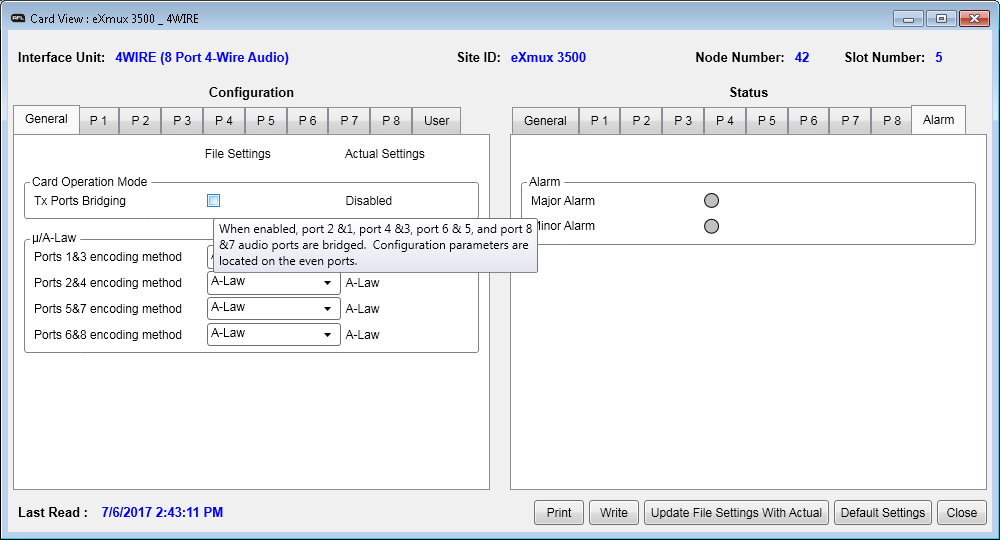 AFL Card View : eXmux 3500 _ 4WIRE
Interface Unit: 4WIRE (8 Port 4-Wire Audio) Site ID: eXmux 3500 Node Number: 42 Slot Number: 5
Configuration
General P 1 P 2 P 3 P 4 P 5 P 6 P 7 P 8 User
File Settings Actual Settings
Card Operation Mode
Tx Ports Bridging Disabled
When enabled, port 2 &1, port 4 &3, port 6 & 5, and port 8
&7 audio ports are bridged.  Configuration parameters are
located on the even ports.
µ/A-Law
Ports 1&3 encoding method
Ports 2&4 encoding method A-Law A-Law
Ports 5&7 encoding method A-Law A-Law
Ports 6&8 encoding method A-Law A-Law
Status
General P 1 P 2 P 3 P 4 P 5 P 6 P 7 P 8 Alarm
Alarm
Major Alarm
Minor Alarm
Last Read : 7/6/2017 2:43:11 PM
Print Write Update File Settings With Actual Default Settings Close